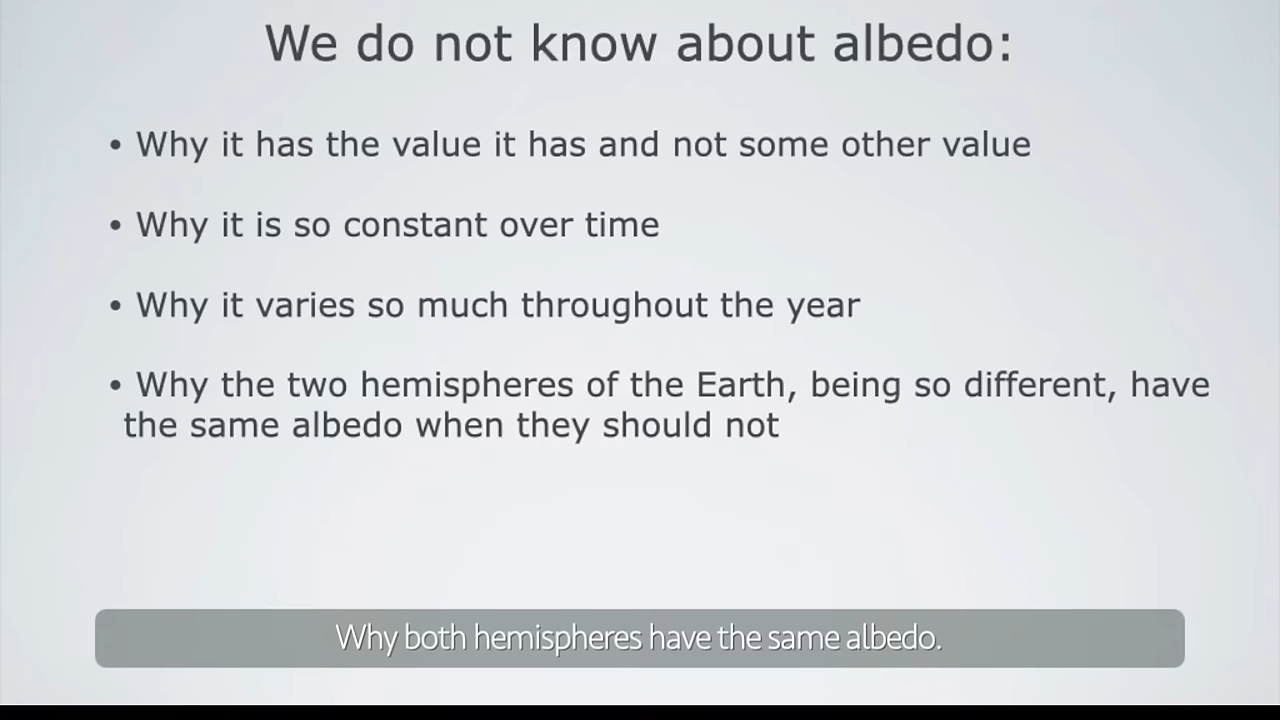 We do not know about albedo:
• Why it has the value it has and not some other value
• Why it is so constant over time
• Why it varies so much throughout the year
• Why the two hemispheres of the Earth, being so different, have
the same albedo when they should not
Why both hemispheres have the same albedo.